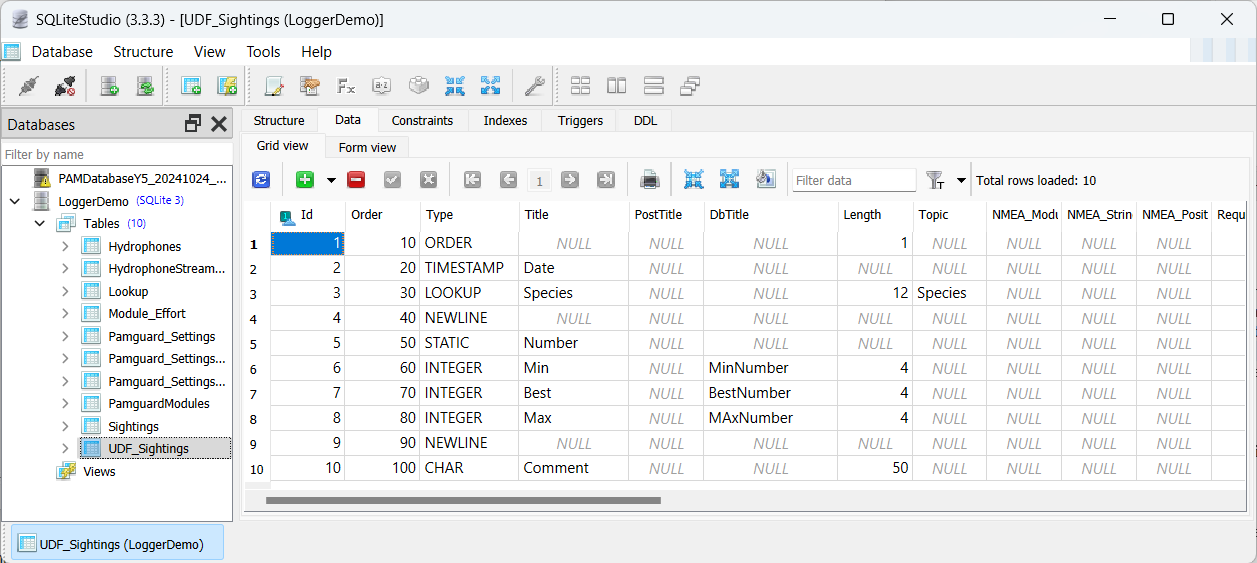 SQLiteStudio (3.3.3) - [UDF_Sightings (LoggerDemo)]
Database Structure View Tools Help
Databases
Filter by name
PAMDatabaseY5_20241024_...
LoggerDemo (SQLite 3)
Tables (10)
Hydrophones
HydrophoneStream...
Lookup
Module_Effort
Pamguard_Settings
Pamguard_Settings...
Pamguard_Settings...
PamguardModules
Sightings
UDF_Sightings
Views
Structure Data Constraints Indexes Triggers DDL
Grid view Form view
1 Filter data Total rows loaded: 10
Id Order Type Title PostTitle DbTitle Length Topic NMEA_Modu NMEA_Strin NMEA_Posit Requ
1 1 10 ORDER NULL NULL NULL 1 NULL NULL NULL NULL
2 2 20 TIMESTAMP Date NULL NULL NULL NULL NULL NULL NULL
3 3 30 LOOKUP Species NULL NULL 12 Species NULL NULL NULL
4 4 40 NEWLINE NULL NULL NULL NULL NULL NULL NULL NULL
5 5 50 STATIC Number NULL NULL NULL NULL NULL NULL NULL
6 6 60 INTEGER Min NULL MinNumber 4 NULL NULL NULL NULL
7 7 70 INTEGER Best NULL BestNumber 4 NULL NULL NULL NULL
8 8 80 INTEGER Max NULL MAxNumber 4 NULL NULL NULL NULL
9 9 90 NEWLINE NULL NULL NULL NULL NULL NULL NULL NULL
10 10 100 CHAR Comment NULL NULL 50 NULL NULL NULL NULL
UDF_Sightings (LoggerDemo)